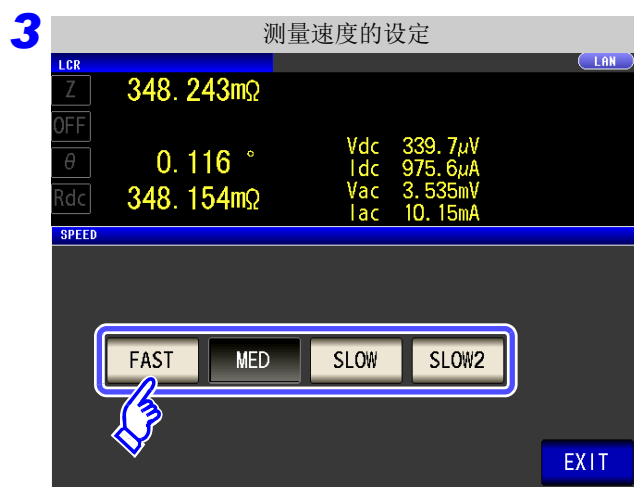 3
测量速度的设定
LCR LAN
Z 348.243mΩ
OFF
Vdc 339.7μV
θ 0.116 ° Idc 975.6μA
Vac 3.535mV
Rdc 348.154mΩ
Iac 10.15mA
SPEED
FAST MED SLOW SLOW2
EXIT